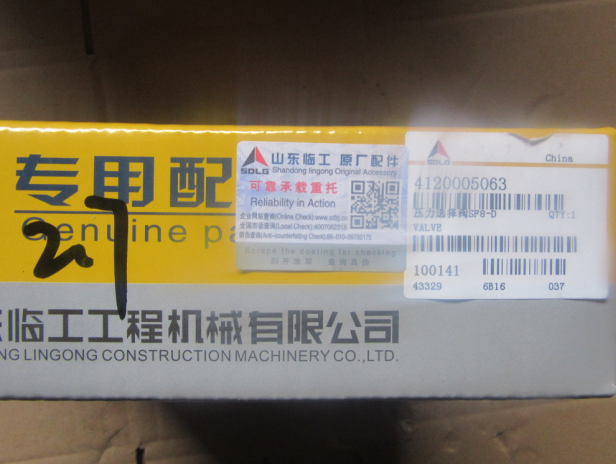 专用配
Genuine pa
2.7
SDLG
山东临工 原厂配件
Shandong lingong Original Accessory
可靠承载重托
Reliability in Action
SDLG
China
4120005063
压力选择阀SP8-D QTY:1
VALVE
100141
43329 6B16 037
临工工程机械有限公司
NG LINGONG CONSTRUCTION MACHINERY CO.,LTD.